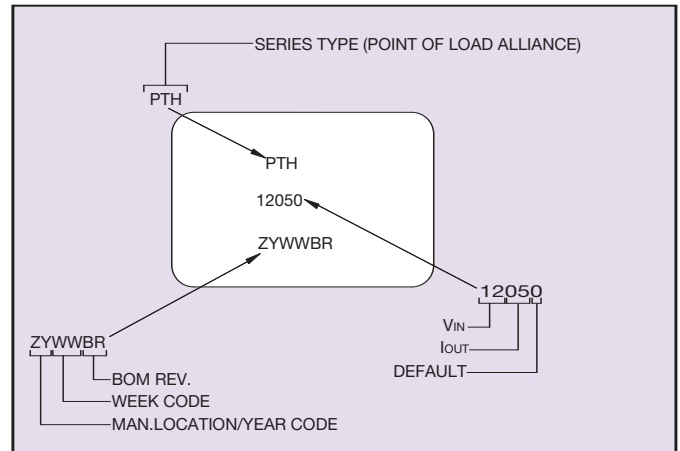 SERIES TYPE (POINT OF LOAD ALLIANCE)
PTH
PTH
12050
ZYWWBR
12050
VIN
IOUT
DEFAULT
ZYWWBR
BOM REV.
WEEK CODE
MAN.LOCATION/YEAR CODE